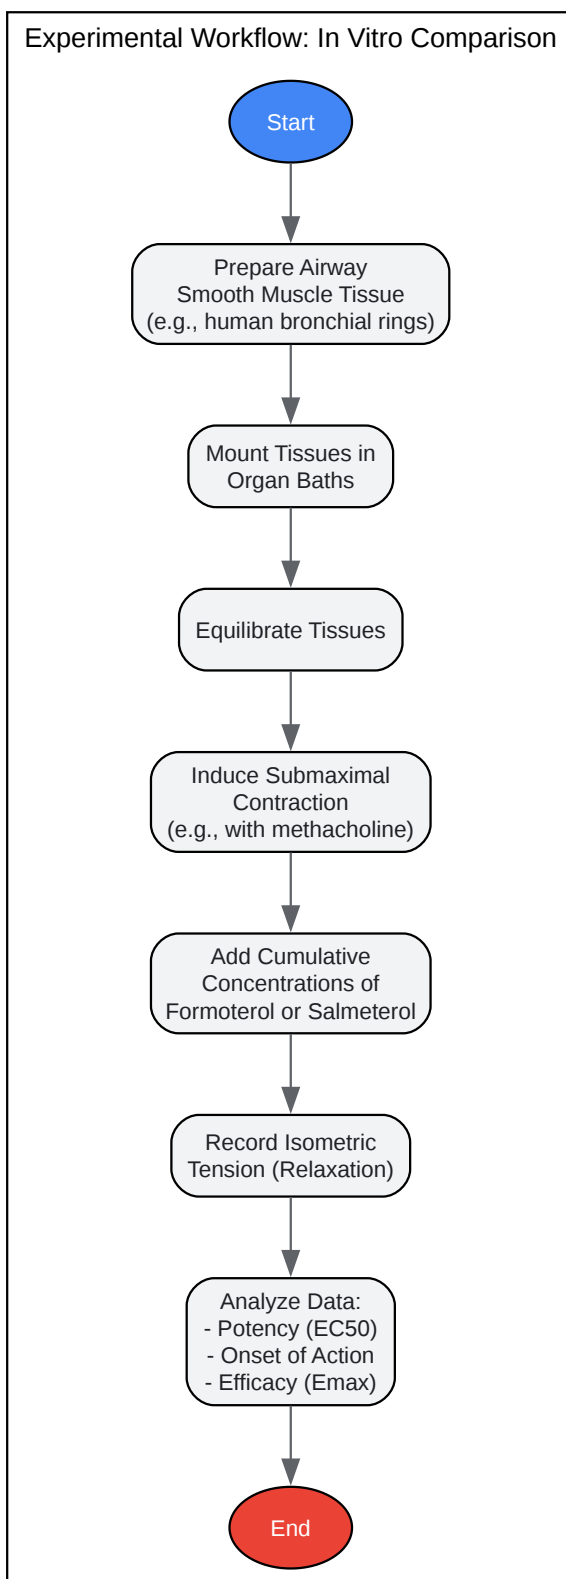 Experimental Workflow: In Vitro Comparison
Start
Prepare Airway
Smooth Muscle Tissue
(e.g., human bronchial rings)
Mount Tissues in
Organ Baths
Equilibrate Tissues
Induce Submaximal
Contraction
(e.g., with methacholine)
Add Cumulative
Concentrations of
Formoterol or Salmeterol
Record Isometric
Tension (Relaxation)
Analyze Data:
- Potency (EC50)
- Onset of Action
- Efficacy (Emax)
End